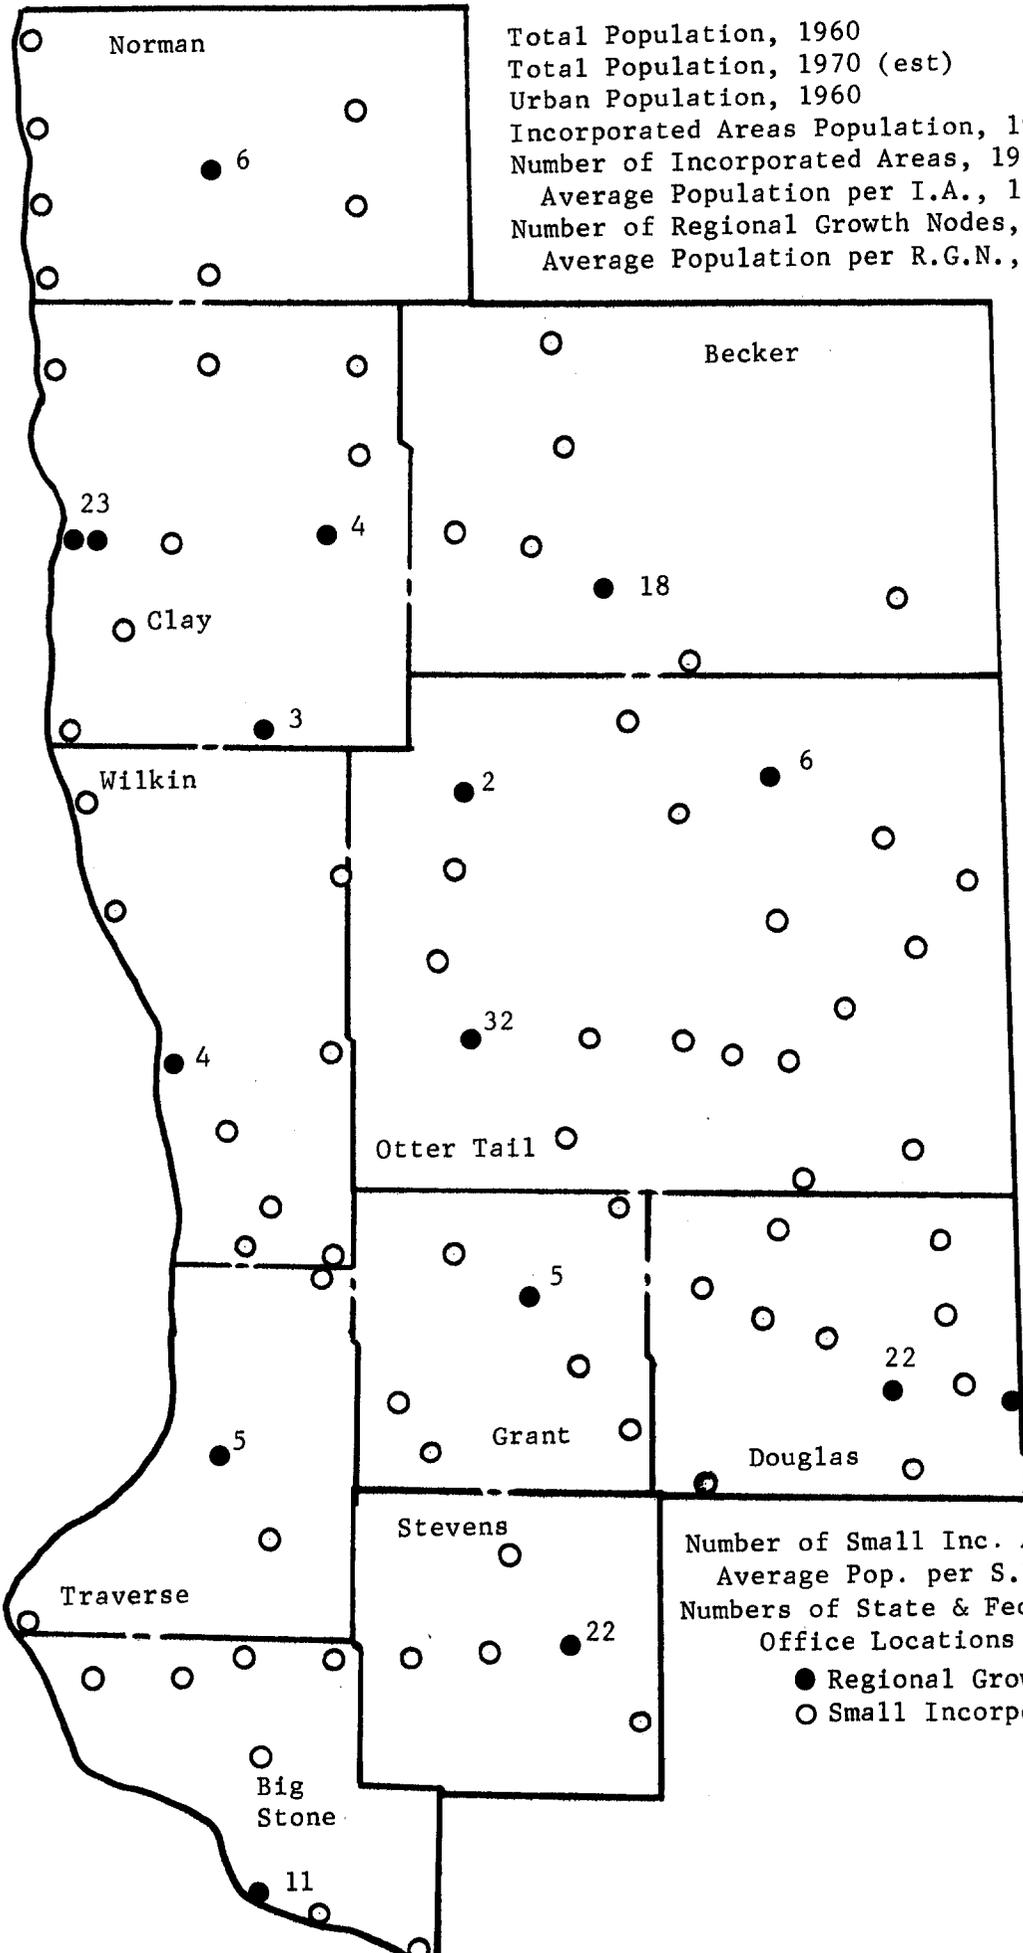 Norman
Total Population, 1960
Total Population, 1970 (est)
Urban Population, 1960
Incorporated Areas Population,
Number of Incorporated Areas,
Average Population per I.A.,
Number of Regional Growth Nodes,
Average Population per R.G.N.,
6
Becker
23
4
18
Clay
3
Wilkin
2
6
32
4
Otter Tail
5
22
5
Grant
Douglas
Stevens
Number of Small Inc.
Average Pop. per S.
Numbers of State &
Office Locations
Traverse
22
Regional
Small
Big
Stone
11